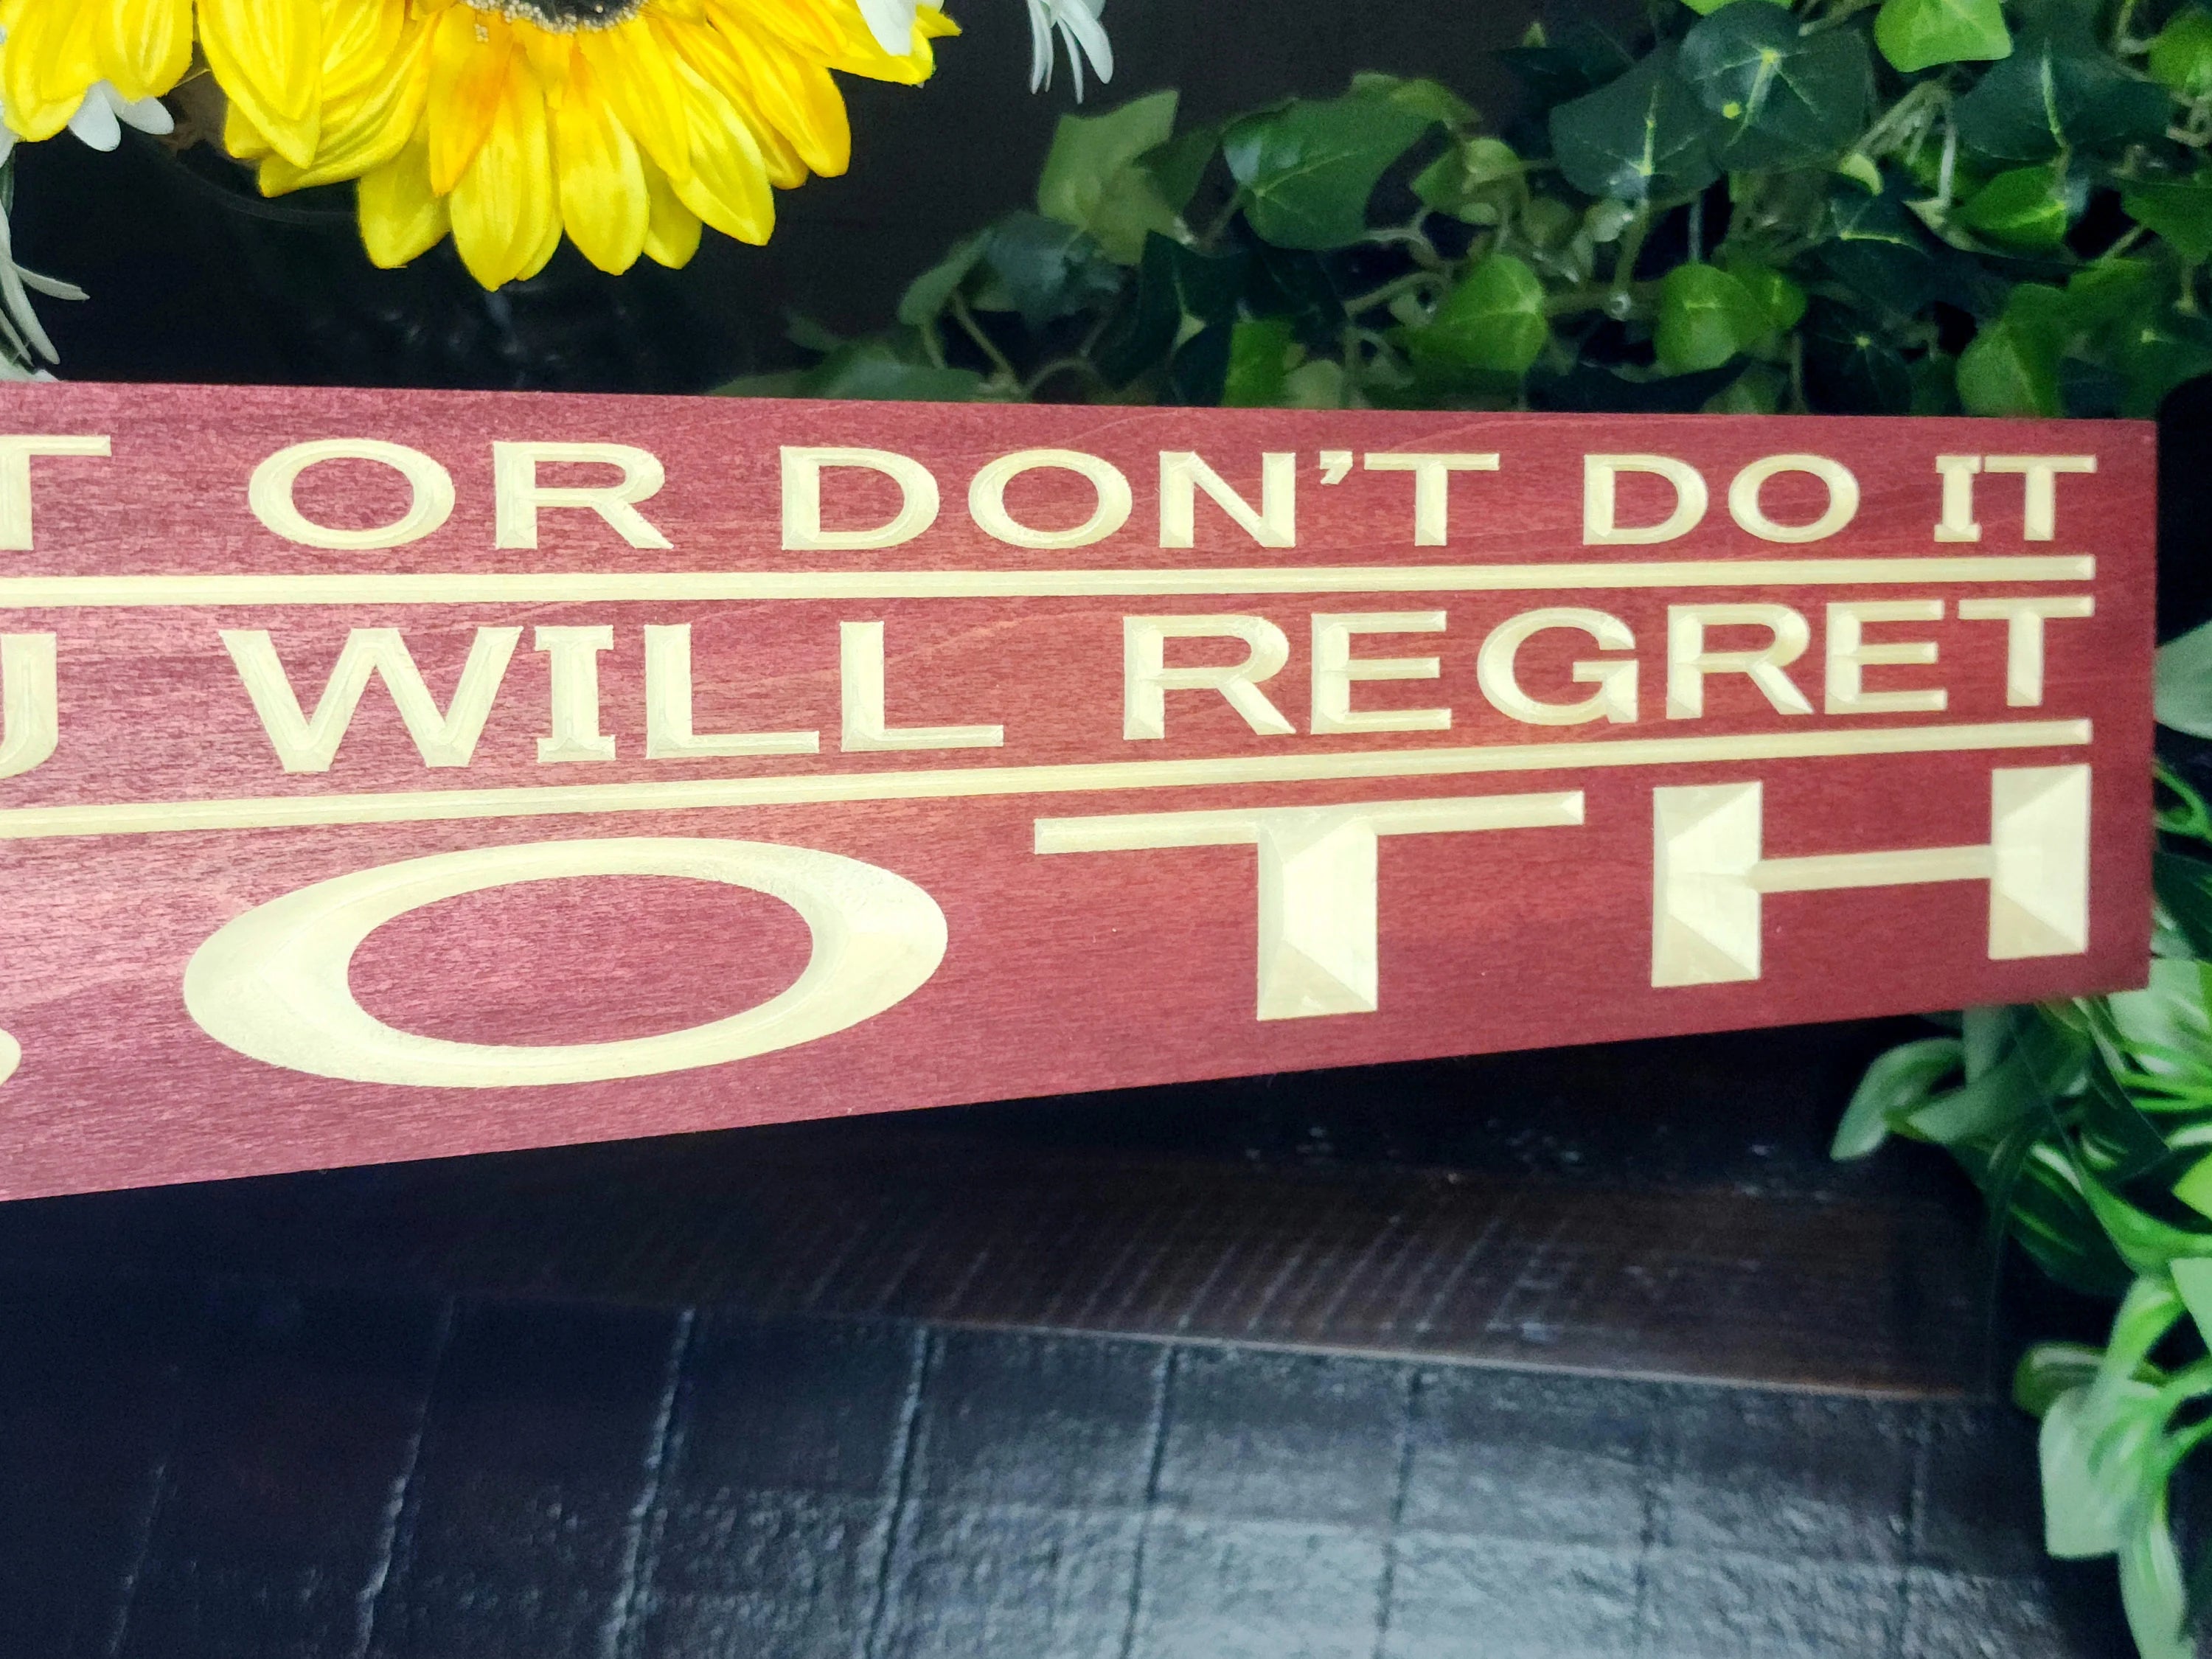 T OR DON'T DO IT
U WILL REGRET
OTH